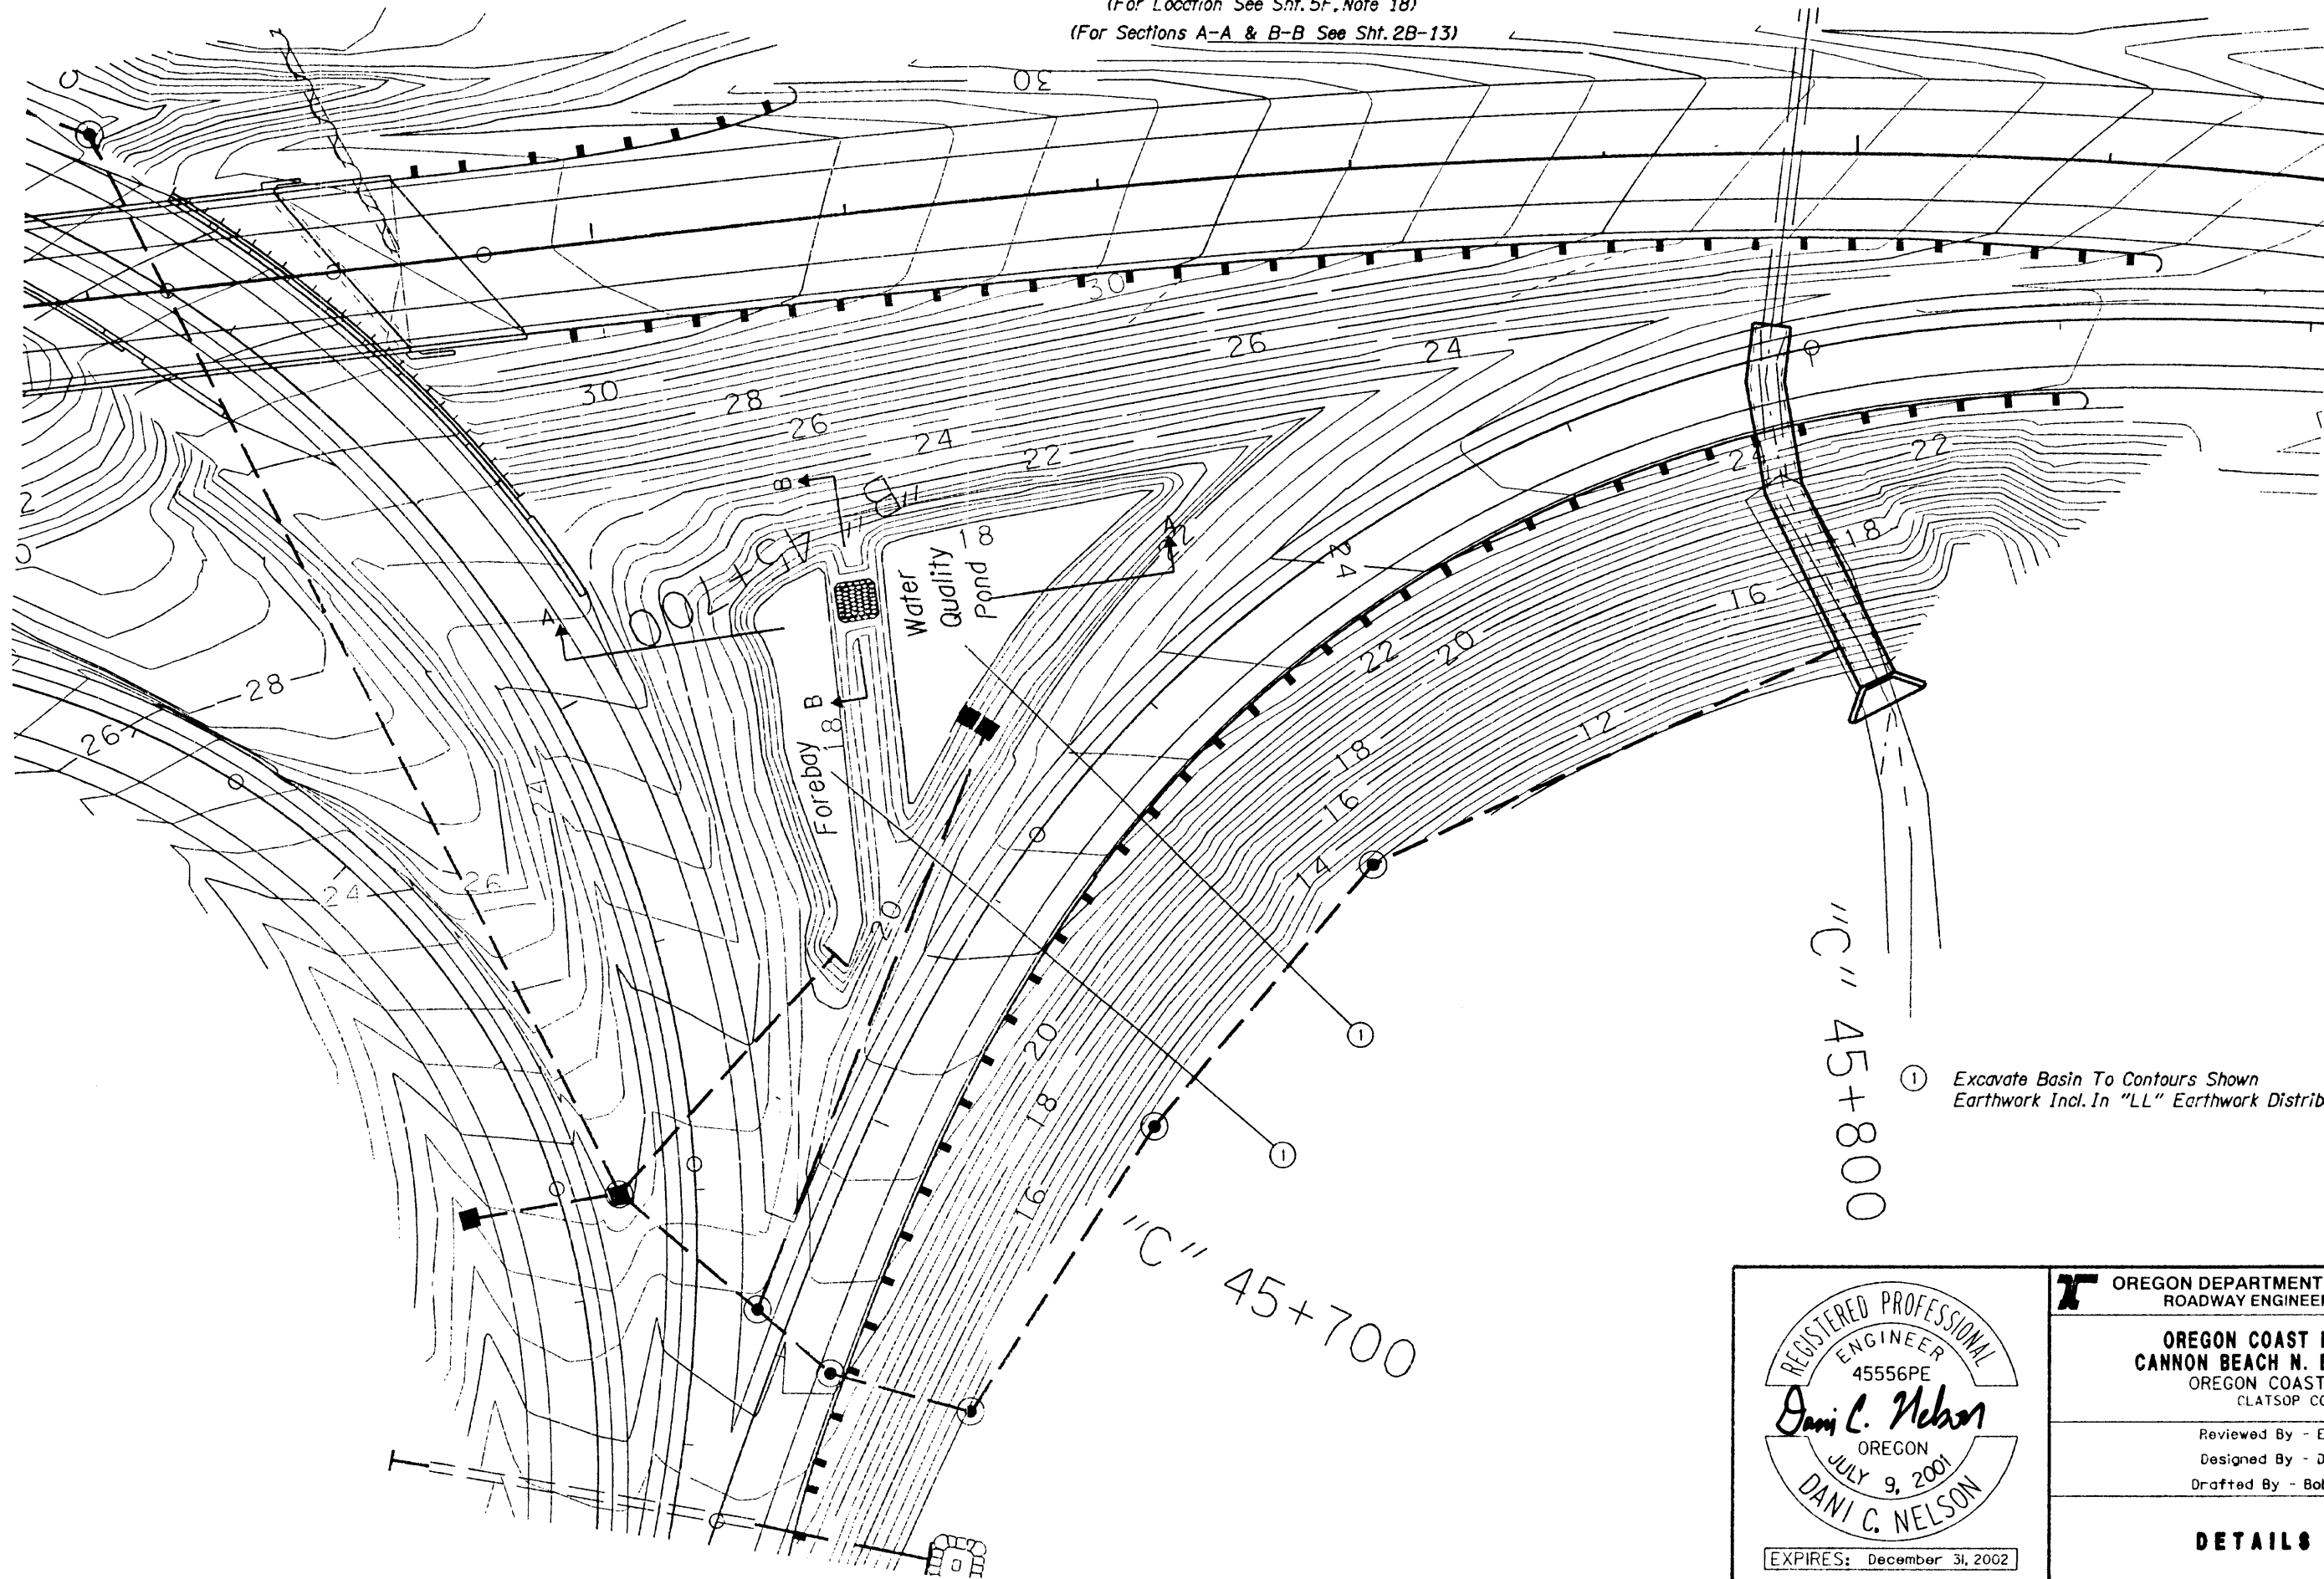 (For Location See Sht. 5F, Note 18)
(For Sections A-A & B-B See Sht. 2B-13)
30
30
30
28
26
24
22
26
24
B
A
18
Water
Quality
Pond
22
24
A
B
18
Forebay
20
28
26
24
26
24
24
22
18
16
12
22
20
18
16
14
20
18
16
"C" 45+700
"C" 45+800
1
1
1 Excavate Basin To Contours Shown
Earthwork Incl. In "LL" Earthwork Distrib
REGISTERED PROFESSIONAL
ENGINEER
45556PE
Dani C. Nelson
OREGON
JULY 9, 2001
DANI C. NELSON
EXPIRES: December 31, 2002
OREGON DEPARTMENT
ROADWAY ENGINEE
OREGON COAST
CANNON BEACH N.
OREGON COAST
CLATSOP CO
Reviewed By - E
Designed By - D
Drafted By - Bo
DETAILS